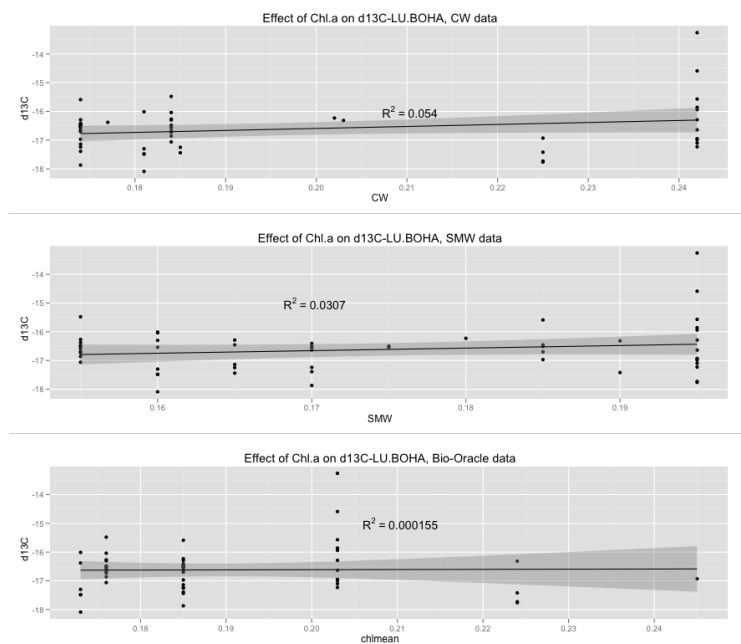 Effect of Chl.a on d13C-LU.BOHA, CW data
-14
-15
-16
-17
-18
d13C
R² = 0.054
0.18 0.19 0.20 0.21 0.22 0.23 0.24
CW
Effect of Chl.a on d13C-LU.BOHA, SMW data
-14
-15
-16
-17
-18
d13C
R² = 0.0307
0.16 0.17 0.18 0.19
SMW
Effect of Chl.a on d13C-LU.BOHA, Bio-Oracle data
-14
-15
-16
-17
-18
d13C
R² = 0.000155
0.18 0.19 0.20 0.21 0.22 0.23 0.24
chlmean